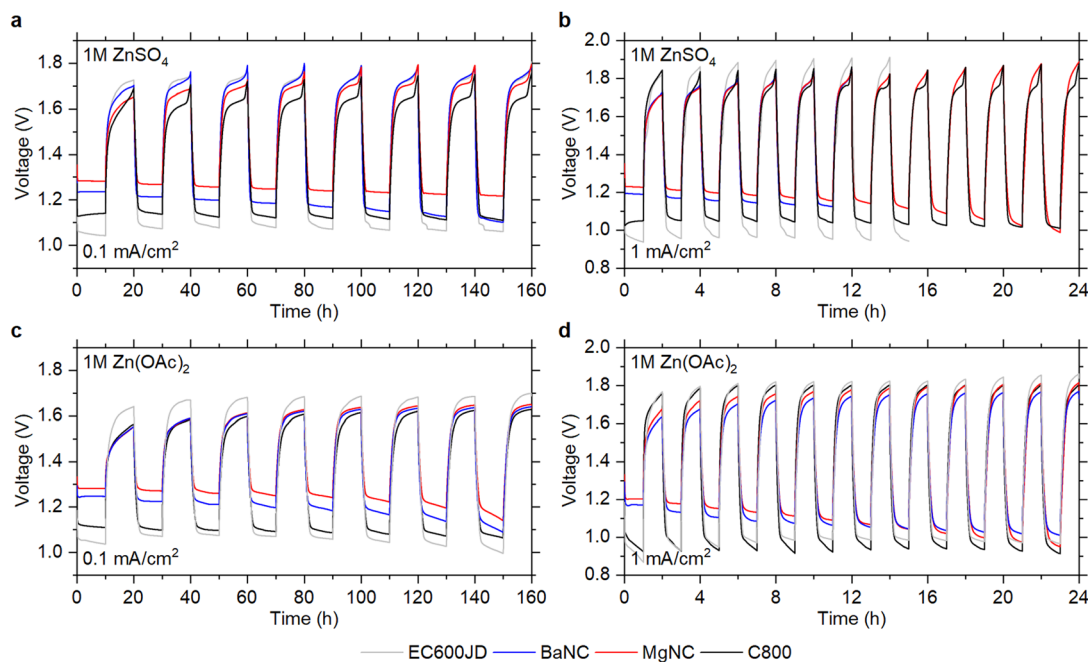 a
1M ZnSO4
Voltage (V)
1.8
1.6
1.4
1.2
1.0
0.1 mA/cm²
0 20 40 60 80 100 120 140 160
Time (h)
b
1M ZnSO4
Voltage (V)
2.0
1.8
1.6
1.4
1.2
1.0
0.8
1 mA/cm²
0 4 8 12 16 20 24
Time (h)
c
1M Zn(OAc)2
Voltage (V)
1.8
1.6
1.4
1.2
1.0
0.1 mA/cm²
0 20 40 60 80 100 120 140 160
Time (h)
d
1M Zn(OAc)2
Voltage (V)
2.0
1.8
1.6
1.4
1.2
1.0
0.8
1 mA/cm²
0 4 8 12 16 20 24
Time (h)
EC600JD BaNC MgNC C800